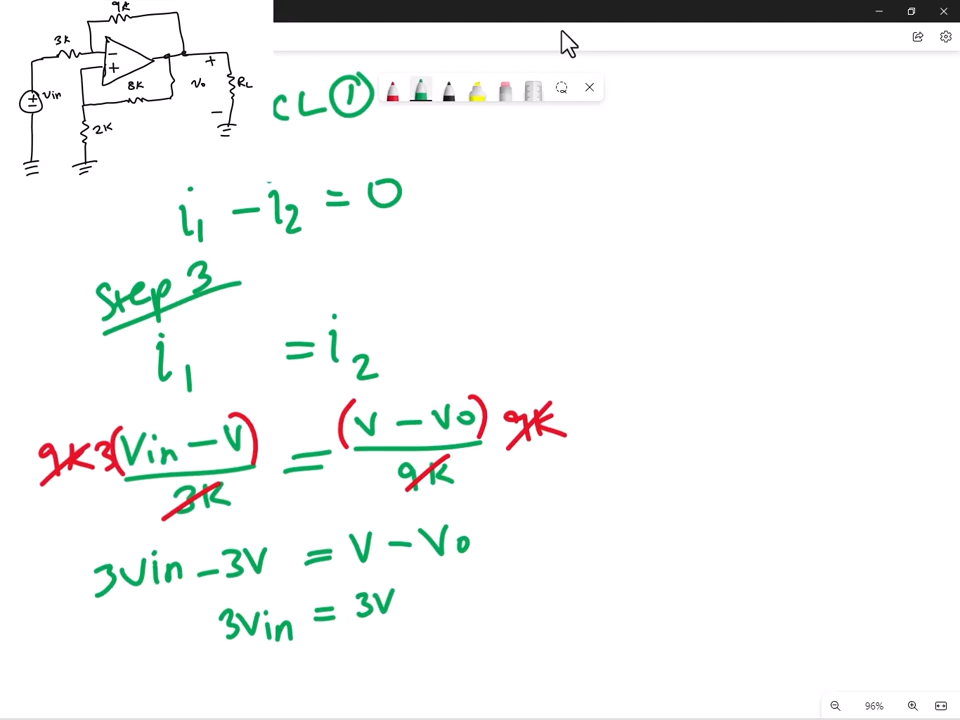 9K
3K
Vin
8K
Vo
RL
2K
CL ①
i1 - i2 = 0
Step 3
i1 = i2
9K 3(Vin - V) = (V - Vo) 9K
3K 9K
3Vin - 3V = V - Vo
3Vin = 3V
96%